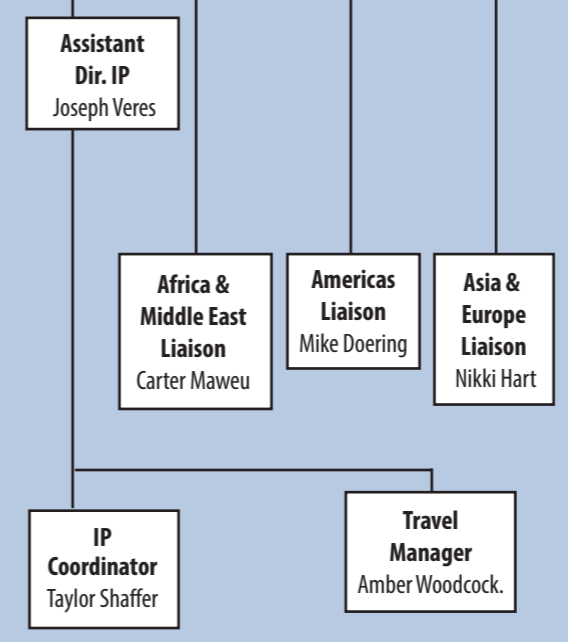 Assistant
Dir. IP
Joseph Veres
Africa &
Middle East
Liaison
Carter Maweu
Americas
Liaison
Mike Doering
Asia &
Europe
Liaison
Nikki Hart
IP
Coordinator
Taylor Shaffer
Travel
Manager
Amber Woodcock.